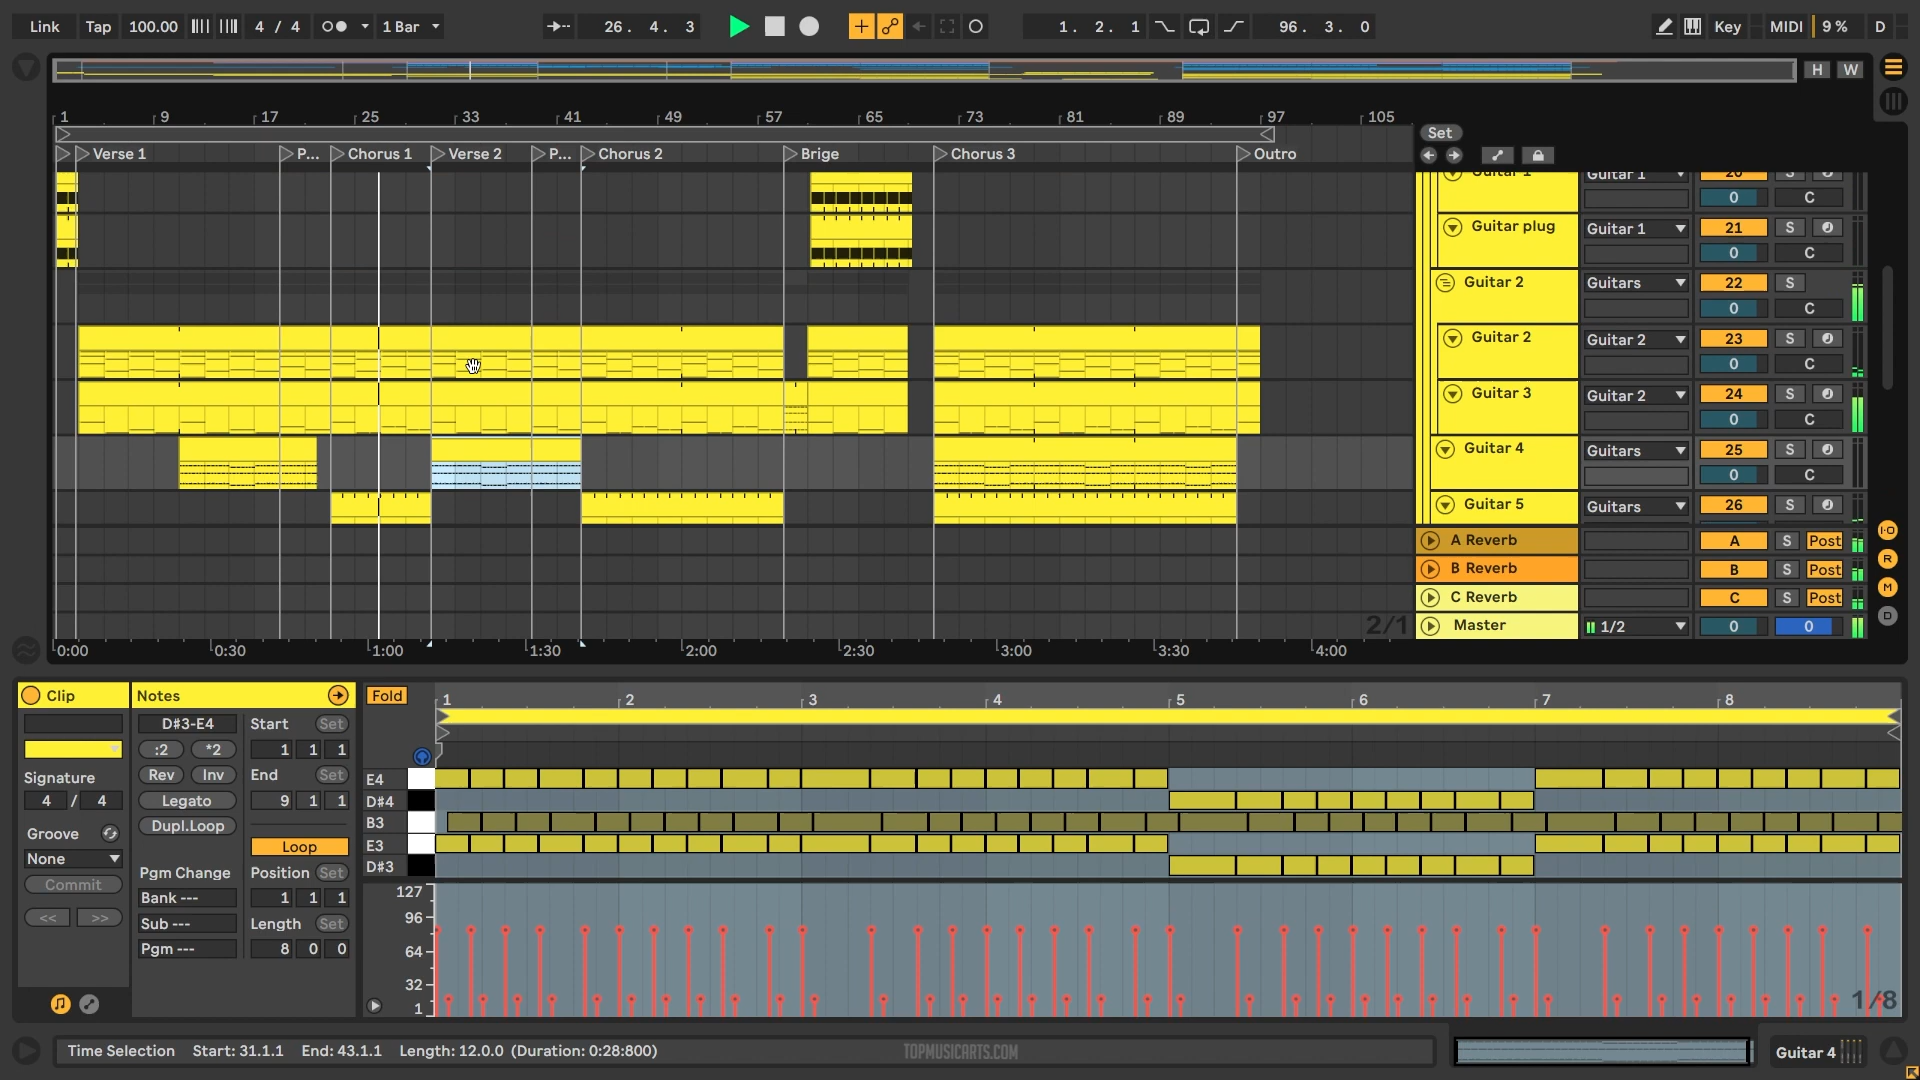 Link Tap 100.00 4 / 4 1 Bar 26. 4. 3 1. 2. 1 96. 3. 0 Key MIDI 9 % D
H W
1 9 17 25 33 41 49 57 65 73 81 89 97 105
Set
Verse 1 P... Chorus 1 Verse 2 P... Chorus 2 Brige Chorus 3 Outro
Guitar 1 Guitar 1 20 S
0 C
Guitar plug Guitar 1 21 S
0 C
Guitar 2 Guitars 22 S
0 C
Guitar 2 Guitar 2 23 S
0 C
Guitar 3 Guitar 2 24 S
0 C
Guitar 4 Guitars 25 S
0 C
Guitar 5 Guitars 26 S
I·O
A Reverb A S Post
R
B Reverb B S Post
M
C Reverb C S Post
D
2/1 Master 1/2 0 0
0:00 0:30 1:00 1:30 2:00 2:30 3:00 3:30 4:00
Clip Notes Fold 1 2 3 4 5 6 7 8
D#3-E4 Start Set
:2 *2 1 1 1
Signature Rev Inv End Set
4 / 4 Legato 9 1 1
Dupl.Loop
Groove Loop
None Pgm Change Position Set
Commit Bank --- 1 1 1
<< >> Sub --- Length Set
Pgm --- 8 0 0
E4
D#4
B3
E3
D#3
127
96
64
32
1
1/8
Time Selection Start: 31.1.1 End: 43.1.1 Length: 12.0.0 (Duration: 0:28:800) TOPMUSICARTS.COM Guitar 4